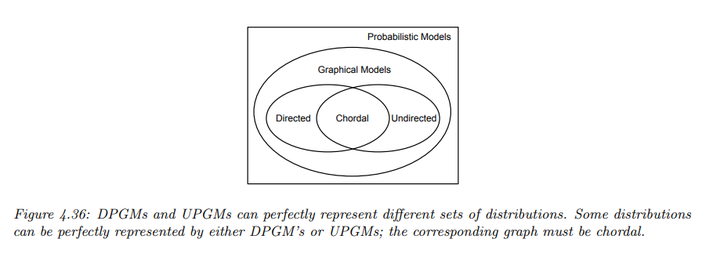 Probabilistic Models
Graphical Models
Directed
Chordal
Undirected
Figure 4.36: DPGMs and UPGMs can perfectly represent different sets of distributions. Some distributions
can be perfectly represented by either DPGM's or UPGMs; the corresponding graph must be chordal.